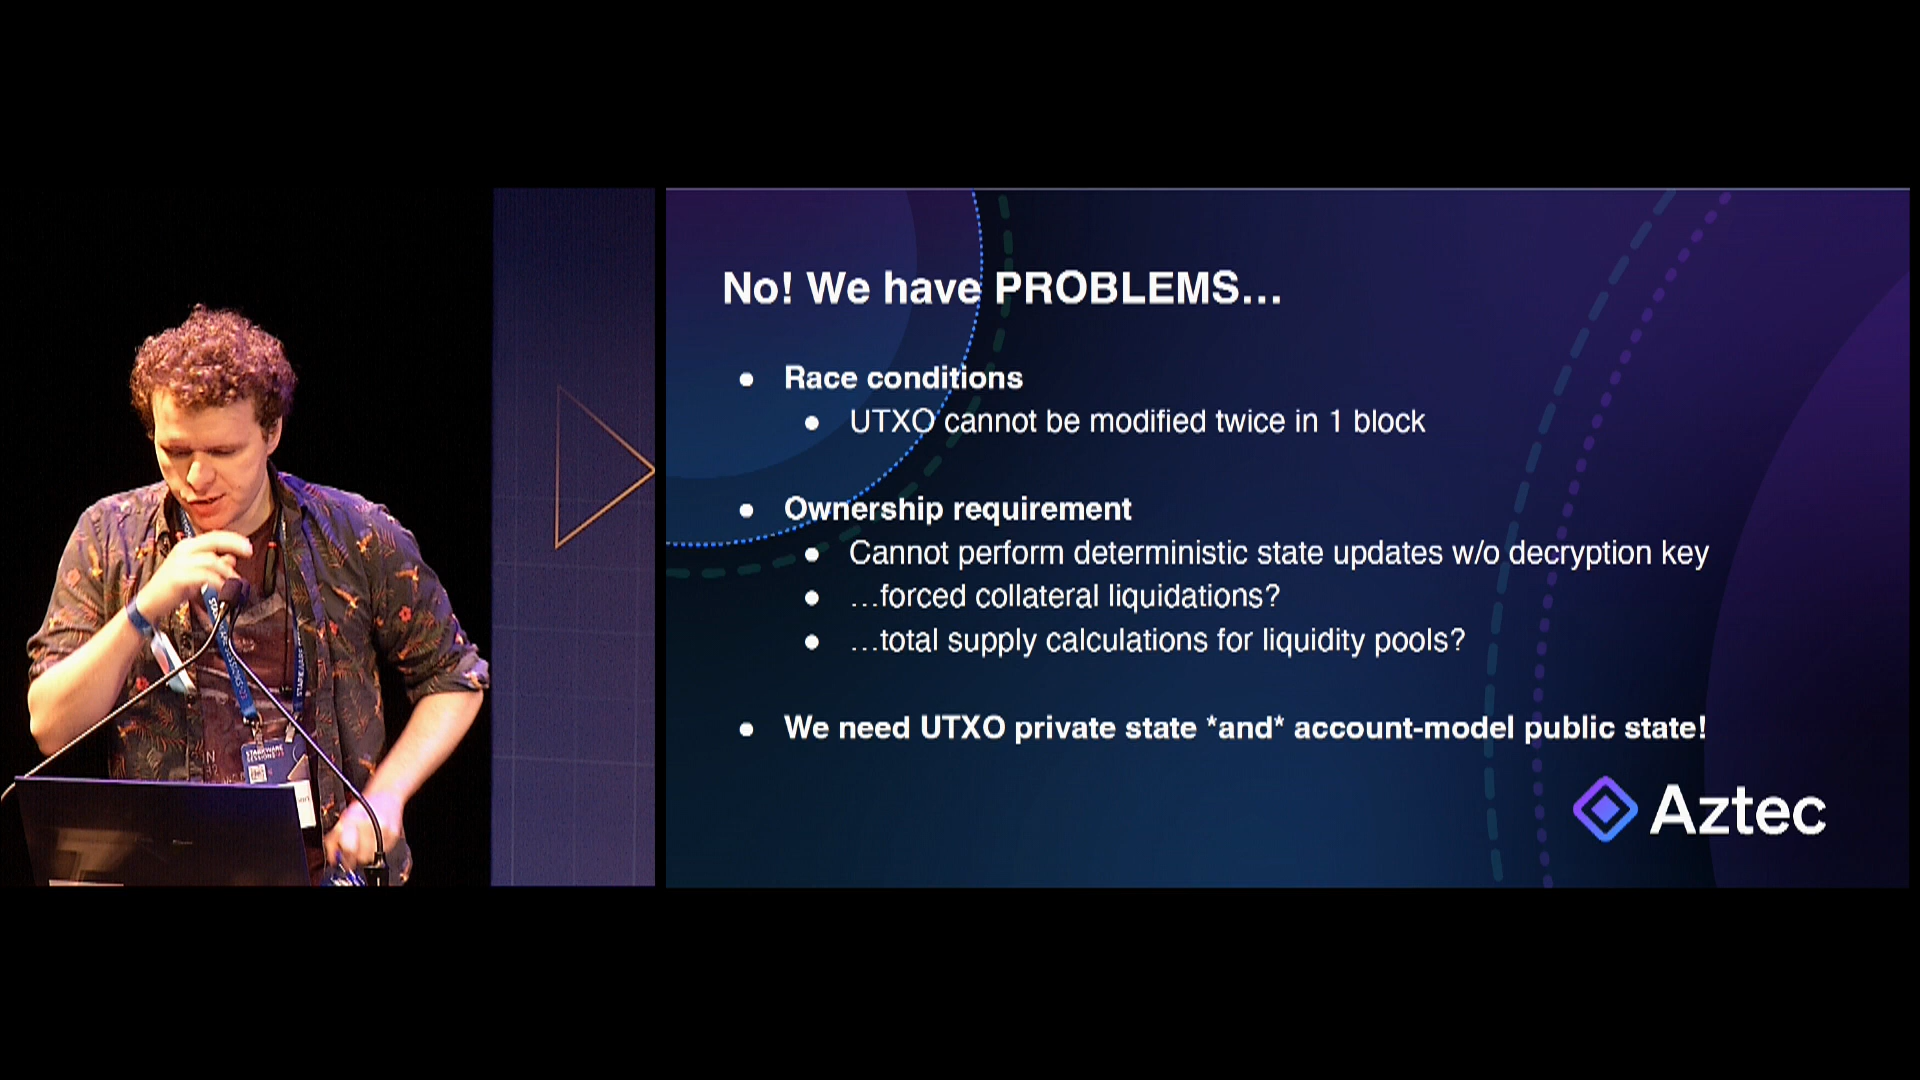 No! We have PROBLEMS…
● Race conditions
● UTXO cannot be modified twice in 1 block
● Ownership requirement
● Cannot perform deterministic state updates w/o decryption key
● …forced collateral liquidations?
● …total supply calculations for liquidity pools?
● We need UTXO private state *and* account-model public state!
Aztec
STARKWARE
SESSIONS